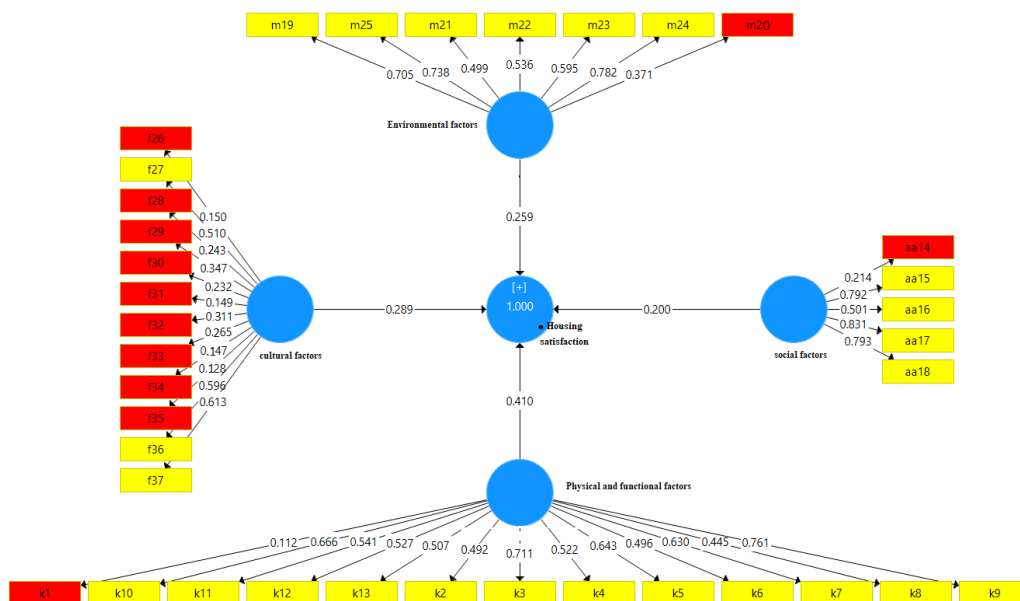 m19 m25 m21 m22 m23 m24 m20
0.705 0.738 0.499 0.536 0.595 0.782 0.371
Environmental factors
0.259
f26
f27
f28
f29
f30
f31
f32
f33
f34
f35
f36
f37
0.150
0.510
0.243
0.347
0.232
0.149
0.311
0.265
0.147
0.128
0.596
0.613
cultural factors
0.289
[+]
1.000
Housing
satisfaction
0.200
social factors
0.214
0.792
0.501
0.831
0.793
aa14
aa15
aa16
aa17
aa18
0.410
Physical and functional factors
0.112 0.666 0.541 0.527 0.507 0.492 0.711 0.522 0.643 0.496 0.630 0.445 0.761
k1 k10 k11 k12 k13 k2 k3 k4 k5 k6 k7 k8 k9